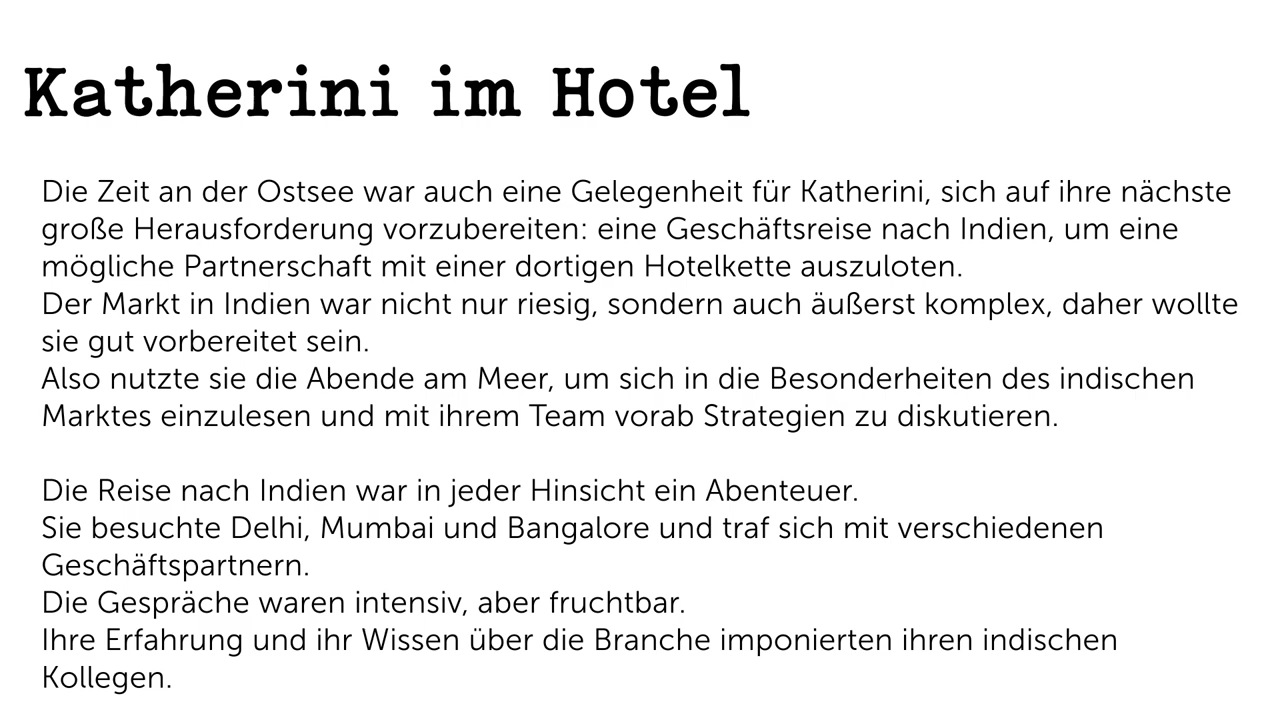 Katherini im Hotel
Die Zeit an der Ostsee war auch eine Gelegenheit für Katherini, sich auf ihre nächste
große Herausforderung vorzubereiten: eine Geschäftsreise nach Indien, um eine
mögliche Partnerschaft mit einer dortigen Hotelkette auszuloten.
Der Markt in Indien war nicht nur riesig, sondern auch äußerst komplex, daher wollte
sie gut vorbereitet sein.
Also nutzte sie die Abende am Meer, um sich in die Besonderheiten des indischen
Marktes einzulesen und mit ihrem Team vorab Strategien zu diskutieren.
Die Reise nach Indien war in jeder Hinsicht ein Abenteuer.
Sie besuchte Delhi, Mumbai und Bangalore und traf sich mit verschiedenen
Geschäftspartnern.
Die Gespräche waren intensiv, aber fruchtbar.
Ihre Erfahrung und ihr Wissen über die Branche imponierten ihren indischen
Kollegen.